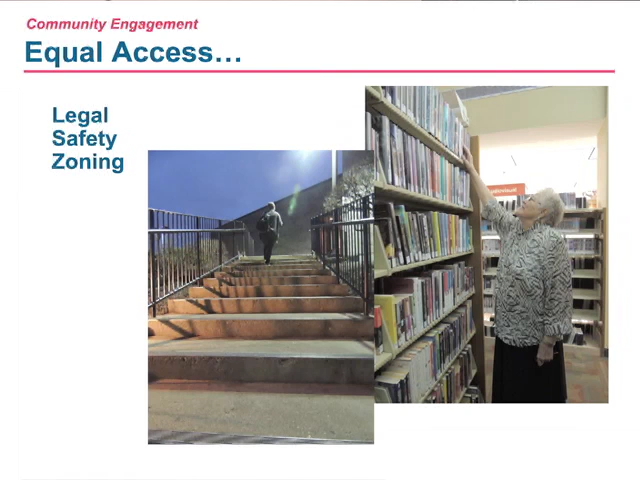 Community Engagement
Equal Access…
Legal
Safety
Zoning